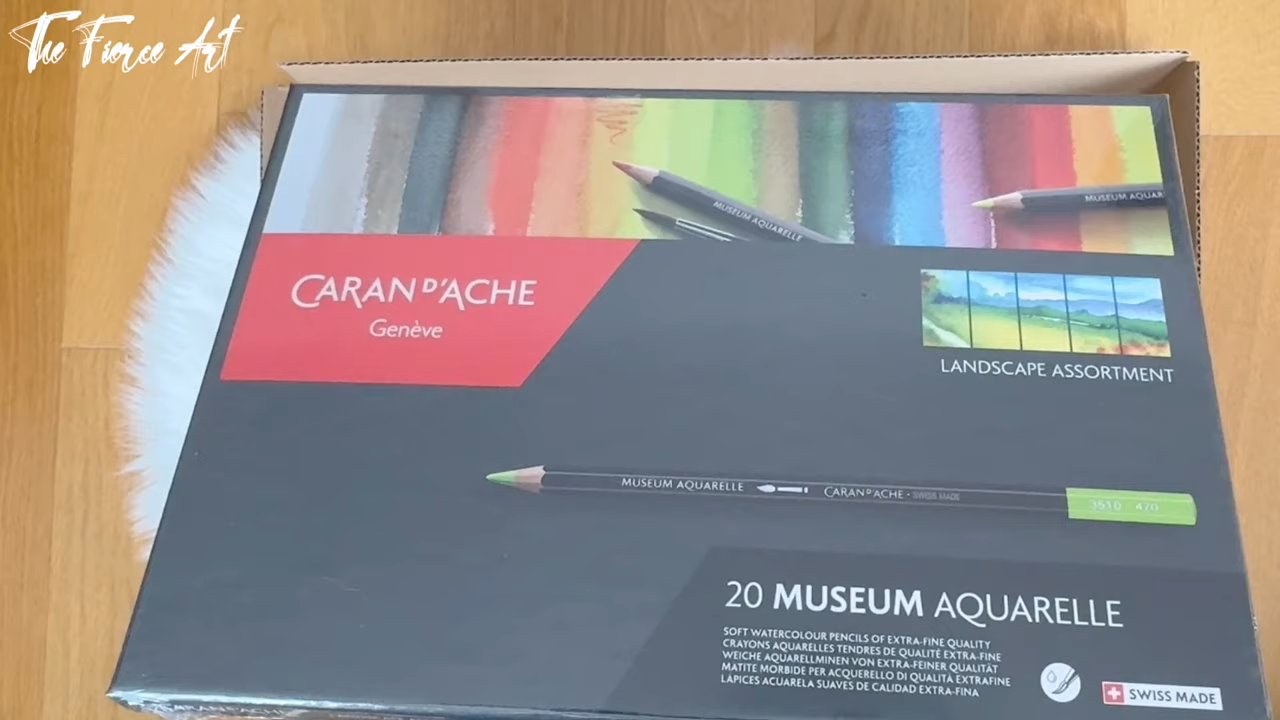 The Fierce Art
MUSEUM AQUARELLE
MUSEUM AQUAR
CARAN D'ACHE
Genève
LANDSCAPE ASSORTMENT
MUSEUM AQUARELLE CARAN D'ACHE · SWISS MADE 3510 470
20 MUSEUM AQUARELLE
SOFT WATERCOLOUR PENCILS OF EXTRA-FINE QUALITY
CRAYONS AQUARELLES TENDRES DE QUALITÉ EXTRA-FINE
WEICHE AQUARELLMINEN VON EXTRA-FEINER QUALITÄT
MATITE MORBIDE PER ACQUERELLO DI QUALITÀ EXTRAFINE
LÁPICES ACUARELA SUAVES DE CALIDAD EXTRA-FINA
SWISS MADE
CARAN D'ACHE